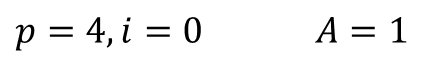 p = 4, i = 0 A = 1